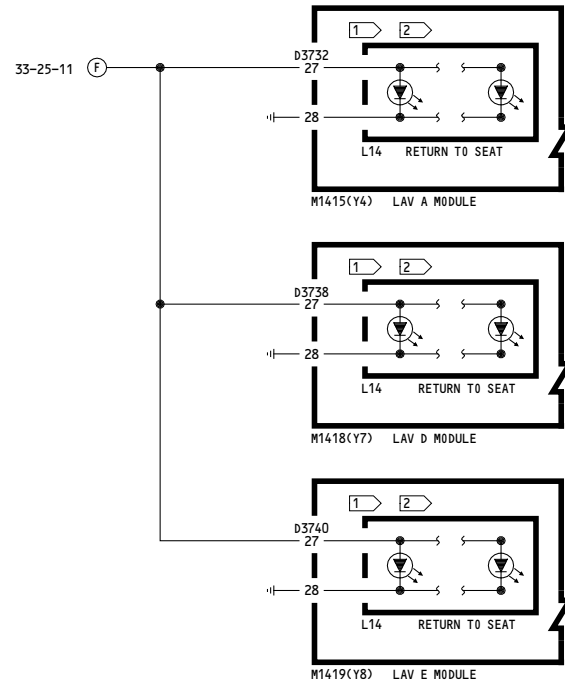 1 2
D3732
33-25-11 F 27
28
L14 RETURN TO SEAT
M1415(Y4) LAV A MODULE
1 2
D3738
27
28
L14 RETURN TO SEAT
M1418(Y7) LAV D MODULE
1 2
D3740
27
28
L14 RETURN TO SEAT
M1419(Y8) LAV E MODULE